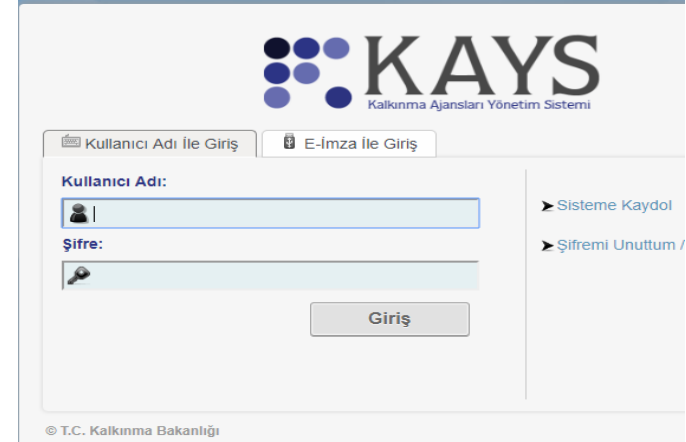 KAYS
Kalkınma Ajansları Yönetim Sistemi
Kullanıcı Adı İle Giriş
E-İmza İle Giriş
Kullanıcı Adı:
Sisteme Kaydol
Şifre:
Şifremi Unuttum /
Giriş
© T.C. Kalkınma Bakanlığı